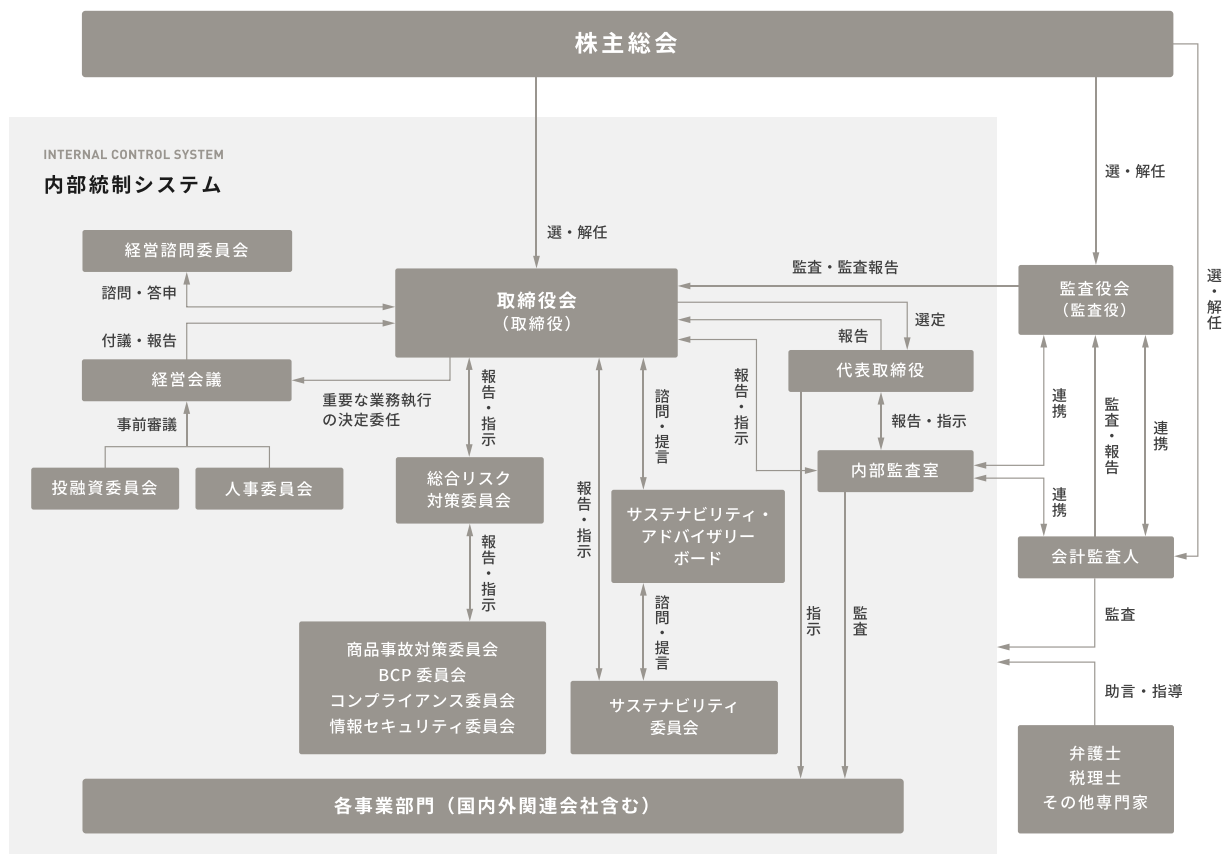 株主総会
INTERNAL CONTROL SYSTEM
内部統制システム
選・解任
選・解任
選・解任
経営諮問委員会
諮問・答申
付議・報告
経営会議
事前審議
投融資委員会
人事委員会
重要な業務執行
の決定委任
取締役会
（取締役）
監査・監査報告
監査役会
（監査役）
選定
報告
代表取締役
報告・指示
内部監査室
報告・指示
報告・指示
総合リスク
対策委員会
報告・指示
商品事故対策委員会
BCP 委員会
コンプライアンス委員会
情報セキュリティ委員会
報告・指示
諮問・提言
サステナビリティ・
アドバイザリー
ボード
諮問・提言
サステナビリティ
委員会
指示
監査
連携
監査・報告
連携
連携
会計監査人
監査
助言・指導
弁護士
税理士
その他専門家
各事業部門（国内外関連会社含む）